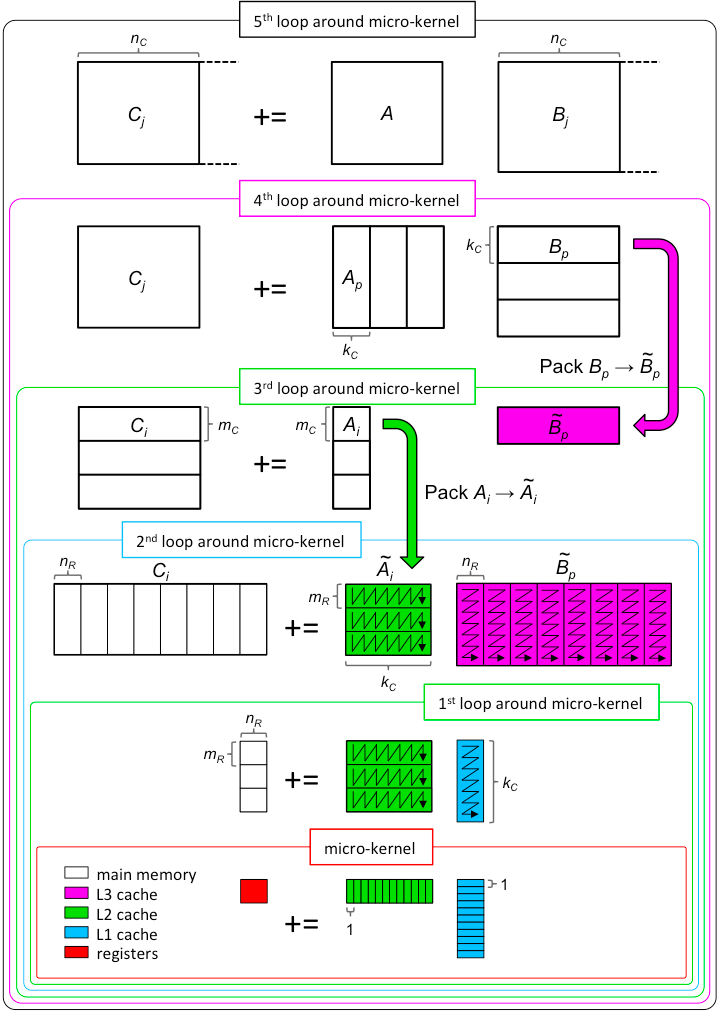 5th loop around micro-kernel
nC nC
Cj += A Bj
4th loop around micro-kernel
Cj += Ap kC Bp
kC
Pack Bp → B̃p
3rd loop around micro-kernel
Ci mC += mC Ai B̃p
Pack Ai → Ãi
2nd loop around micro-kernel
nR Ci Ãi nR B̃p
+= mR
kC
1st loop around micro-kernel
nR
mR += kC
micro-kernel
main memory
L3 cache
L2 cache
L1 cache
registers
+= 1 1